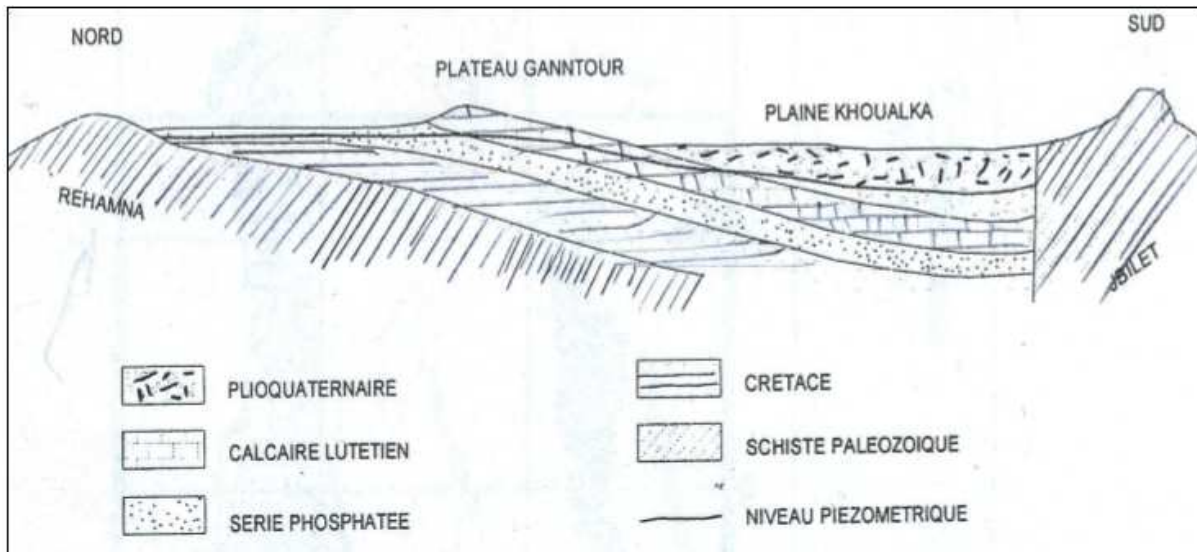 NORD
SUD
PLATEAU GANNTOUR
PLAINE KHOUALKA
REHAMNA
JBILET
PLIOQUATERNAIRE
CRETACE
CALCAIRE LUTETIEN
SCHISTE PALEOZOIQUE
SERIE PHOSPHATEE
NIVEAU PIEZOMETRIQUE